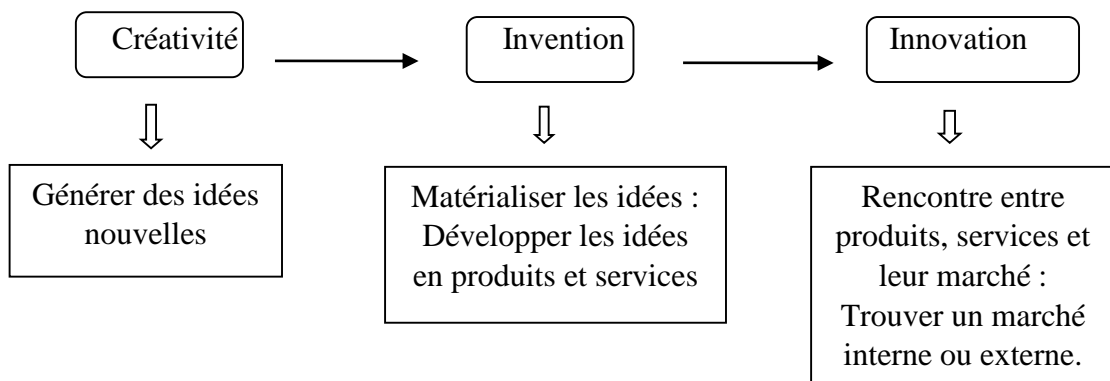 Créativité
Invention
Innovation
Générer des idées
nouvelles
Matérialiser les idées :
Développer les idées
en produits et services
Rencontre entre
produits, services et
leur marché :
Trouver un marché
interne ou externe.